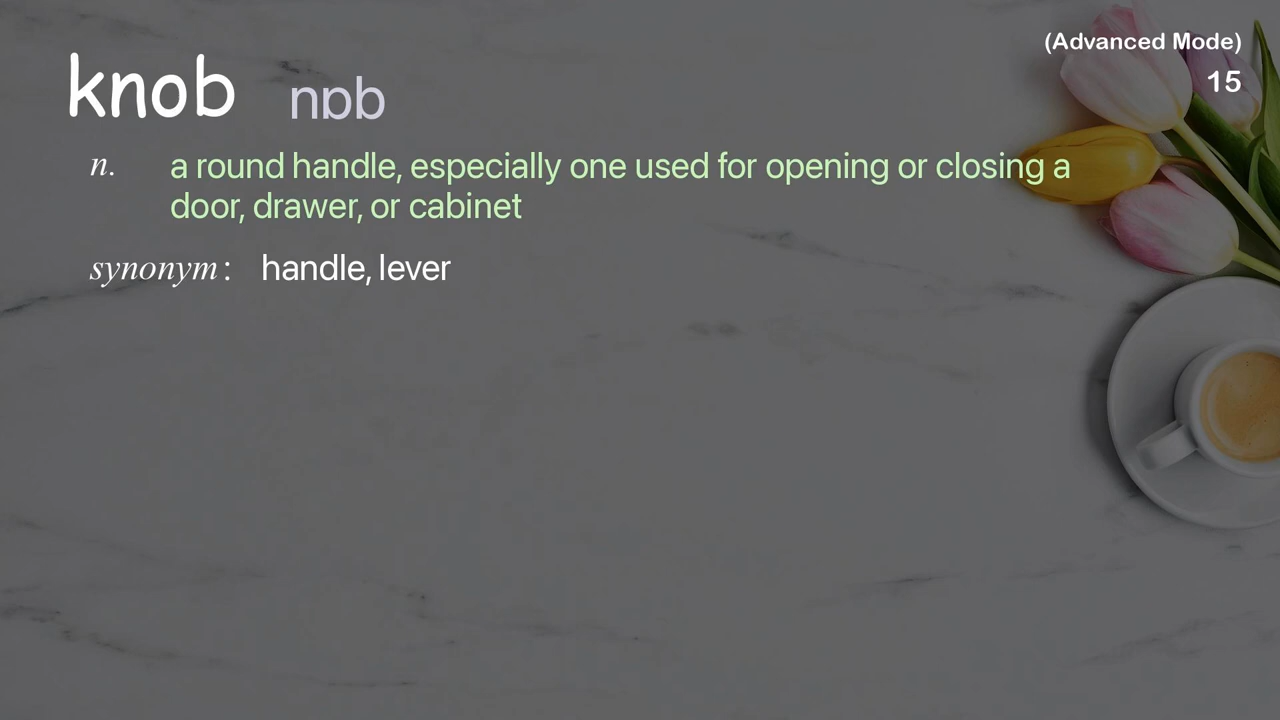 (Advanced Mode)
15
knob nɒb
n. a round handle, especially one used for opening or closing a
door, drawer, or cabinet
synonym: handle, lever